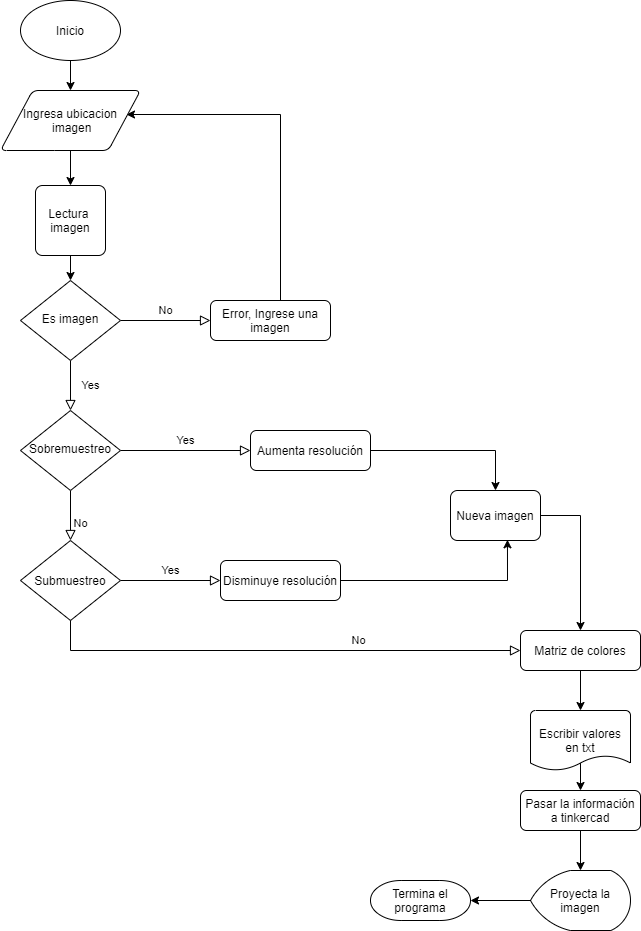 Inicio
Ingresa ubicacion
imagen
Lectura
imagen
Es imagen
No
Error, Ingrese una
imagen
Yes
Sobremuestreo
Yes
Aumenta resolución
No
Nueva imagen
Submuestreo
Yes
Disminuye resolución
No
Matriz de colores
Escribir valores
en txt
Pasar la información
a tinkercad
Proyecta la
imagen
Termina el
programa